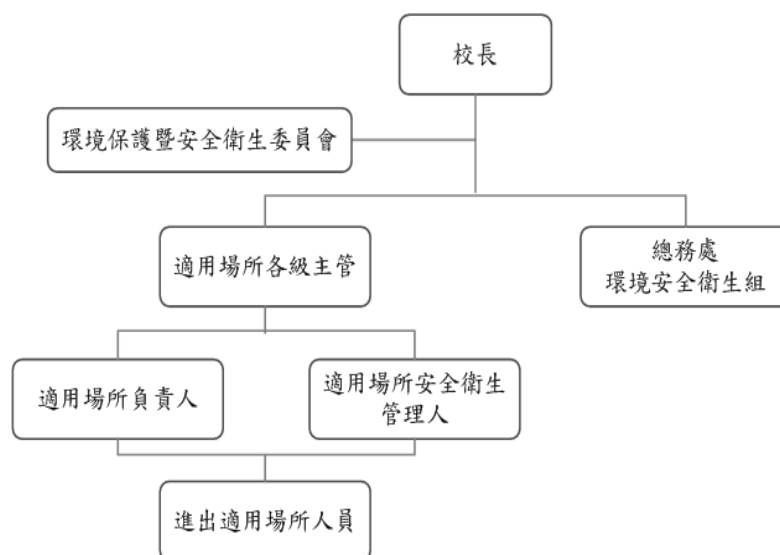 校長
環境保護暨安全衛生委員會
適用場所各級主管
總務處
環境安全衛生組
適用場所負責人
適用場所安全衛生
管理人
進出適用場所人員